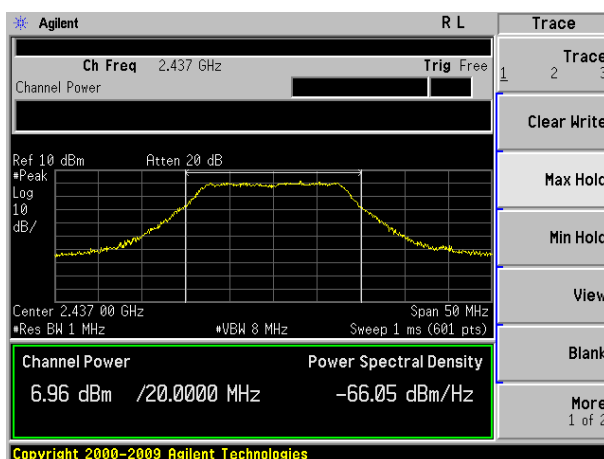 Agilent R L Trace
Ch Freq 2.437 GHz Trig Free
Channel Power
Trace
1 2 3
Clear Write
Max Hold
Min Hold
View
Blank
More
1 of 2
Ref 10 dBm Atten 20 dB
#Peak
Log
10
dB/
Center 2.437 00 GHz Span 50 MHz
#Res BW 1 MHz #VBW 8 MHz Sweep 1 ms (601 pts)
Channel Power Power Spectral Density
6.96 dBm /20.0000 MHz -66.05 dBm/Hz
Copyright 2000-2009 Agilent Technologies